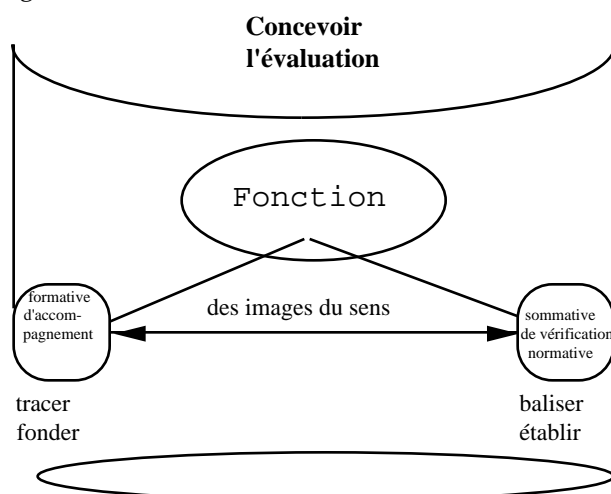 Concevoir
l'évaluation
Fonction
formative
d'accom-
pagnement
des images du sens
sommative
de vérification
normative
tracer
fonder
baliser
établir